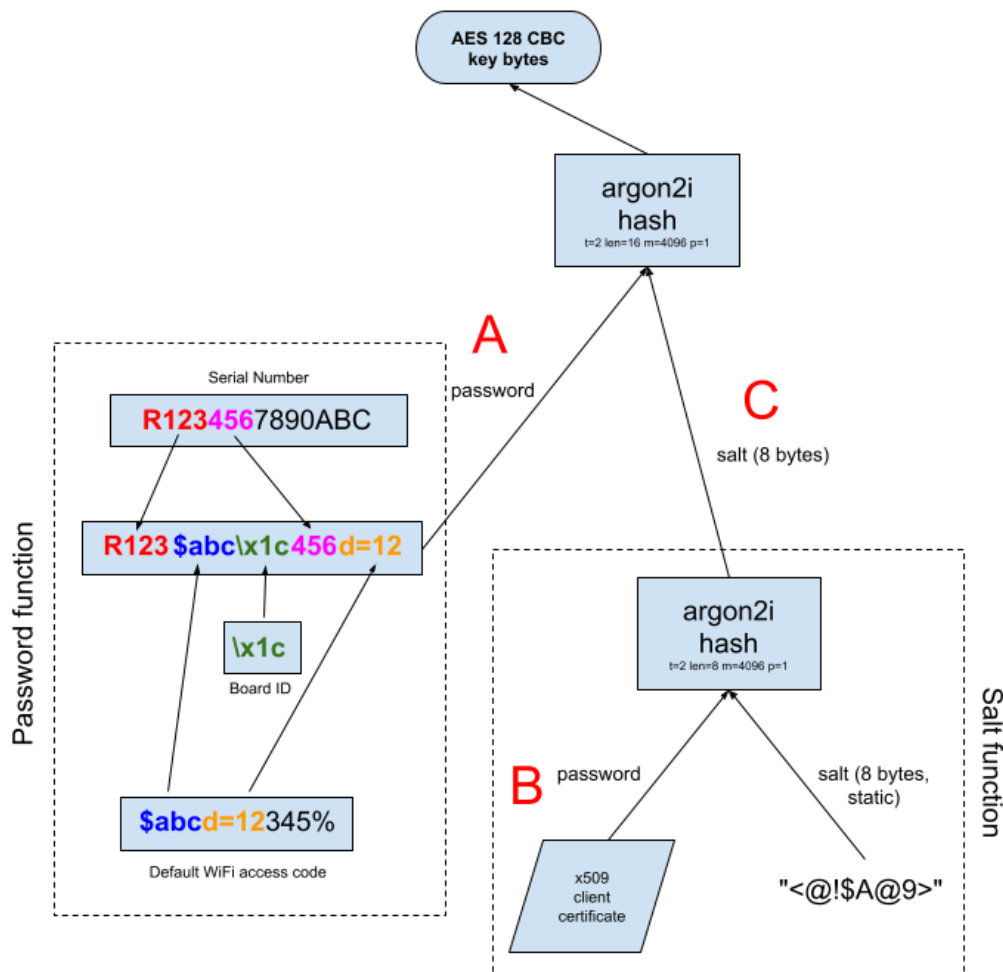 AES 128 CBC
key bytes
argon2i
hash
t=2 len=16 m=4096 p=1
A
password
C
salt (8 bytes)
Password function
Serial Number
R1234567890ABC
R123$abc\x1c456d=12
\x1c
Board ID
$abcd=12345%
Default WiFi access code
Salt function
argon2i
hash
t=2 len=8 m=4096 p=1
B
password
salt (8 bytes,
static)
x509
client
certificate
"<@!$A@9>"